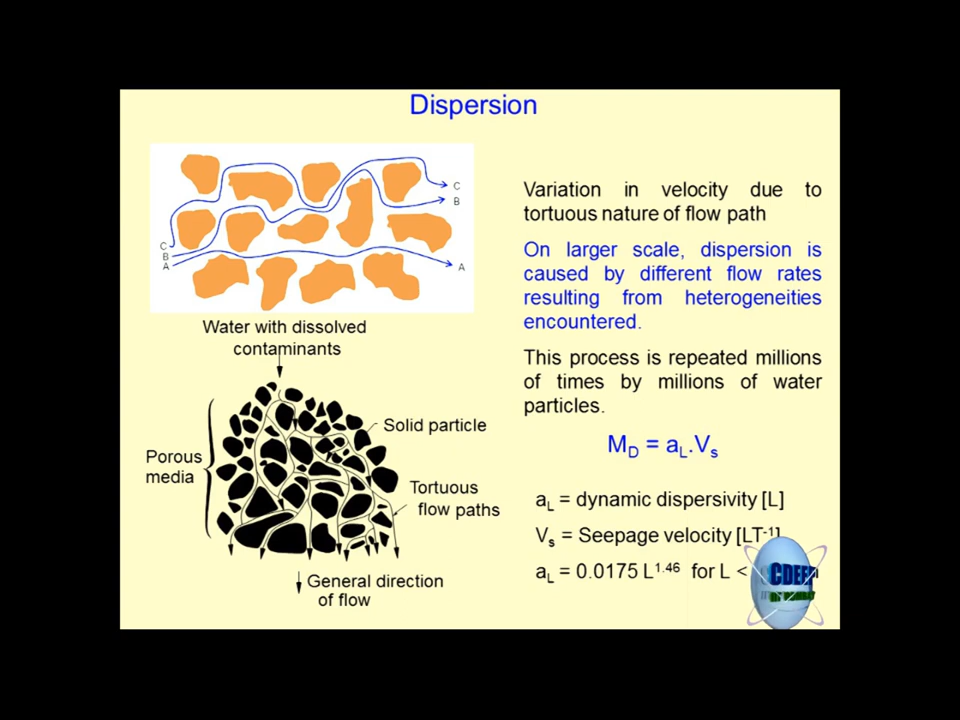 Dispersion
C
B
A
C
B
A
Water with dissolved
contaminants
Solid particle
Porous
media
Tortuous
flow paths
General direction
of flow
Variation in velocity due to
tortuous nature of flow path
On larger scale, dispersion is
caused by different flow rates
resulting from heterogeneities
encountered.
This process is repeated millions
of times by millions of water
particles.
M_D = a_L.V_s
a_L = dynamic dispersivity [L]
V_s = Seepage velocity [LT⁻¹]
a_L = 0.0175 L¹·⁴⁶ for L <
CDEEP